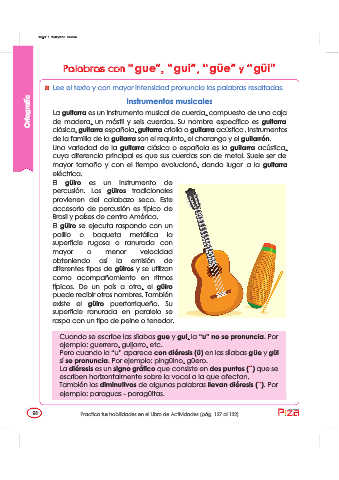 Palabras con "gue", "gui", "güe" y "güi"
Ortografía
Lee el texto y con mayor intensidad pronuncia las palabras resaltadas.
Instrumentos musicales
La guitarra es un instrumento musical de cuerda, compuesto de una caja
de madera, un mástil y seis cuerdas. Su nombre específico es guitarra
clásica, guitarra española, guitarra criolla o guitarra acústica. Instrumentos
de la familia de la guitarra son el requinto, el charango y el guitarrón.
Una variedad de la guitarra clásica o española es la guitarra acústica,
cuya diferencia principal es que sus cuerdas son de metal. Suele ser de
mayor tamaño y con el tiempo evolucionó, dando lugar a la guitarra
eléctrica.
El güiro es un instrumento de
percusión. Los güiros tradicionales
provienen del calabazo seco. Este
accesorio de percusión es típico de
Brasil y países de centro América.
El güiro se ejecuta raspando con un
palillo o baqueta metálica la
superficie rugosa o ranurada con
mayor o menor velocidad
obteniendo así la emisión de
diferentes tipos de güiros y se utilizan
como acompañamiento en ritmos
típicos. De un país a otro, el güiro
puede recibir otros nombres. También
existe el güiro puertorriqueño. Su
superficie ranurada en paralelo se
raspa con un tipo de peine o tenedor.
Cuando se escribe las sílabas gue y gui, la "u" no se pronuncia. Por
ejemplo: guerrero, guijarro, etc.
Pero cuando la "u" aparece con diéresis (ü) en las sílabas güe y güi
sí se pronuncia. Por ejemplo: pingüino, güero.
La diéresis es un signo gráfico que consiste en dos puntos (¨) que se
escriben horizontalmente sobre la vocal a la que afectan.
También los diminutivos de algunas palabras llevan diéresis (¨). Por
ejemplo: paraguas - paragüitas.
Practica tus habilidades en el Libro de Actividades (pág. 127 al 132)